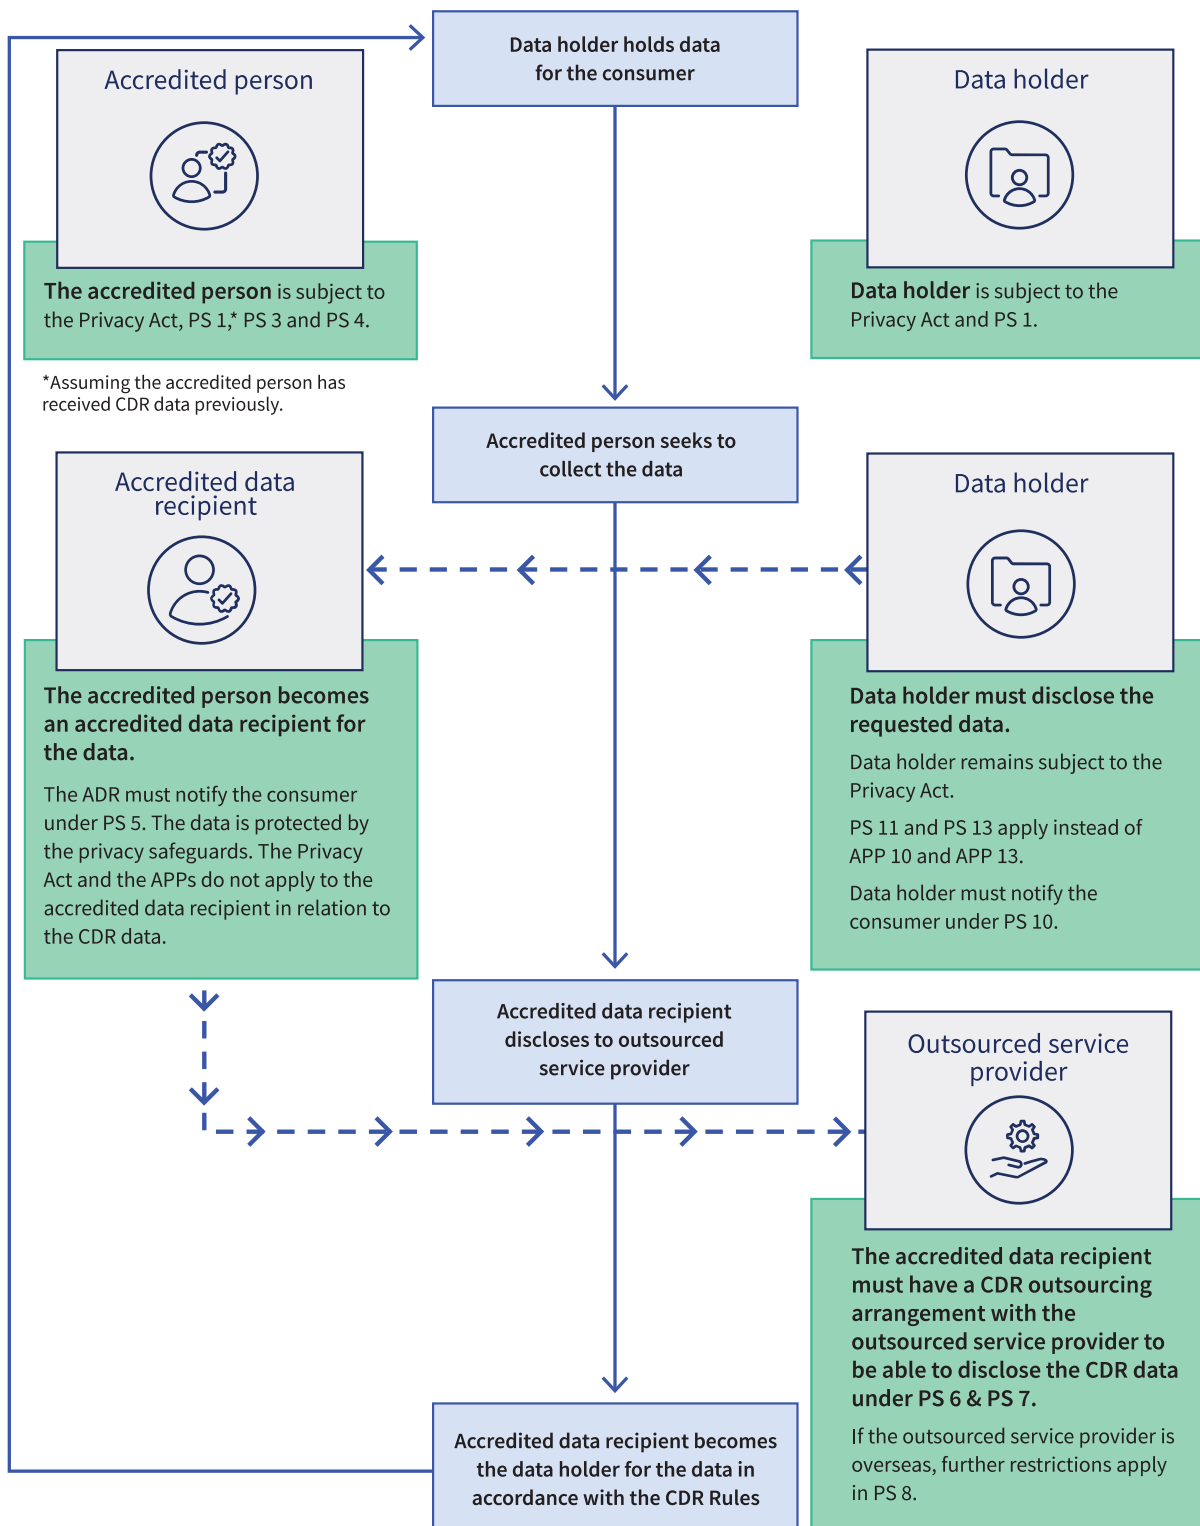 Data holder holds data
for the consumer
Accredited person
The accredited person is subject to
the Privacy Act, PS 1,* PS 3 and PS 4.
*Assuming the accredited person has
received CDR data previously.
Data holder
Data holder is subject to the
Privacy Act and PS 1.
Accredited person seeks to
collect the data
Accredited data
recipient
The accredited person becomes
an accredited data recipient for
the data.
The ADR must notify the consumer
under PS 5. The data is protected by
the privacy safeguards. The Privacy
Act and the APPs do not apply to the
accredited data recipient in relation to
the CDR data.
Data holder
Data holder must disclose the
requested data.
Data holder remains subject to the
Privacy Act.
PS 11 and PS 13 apply instead of
APP 10 and APP 13.
Data holder must notify the
consumer under PS 10.
Accredited data recipient
discloses to outsourced
service provider
Outsourced service
provider
The accredited data recipient
must have a CDR outsourcing
arrangement with the
outsourced service provider to
be able to disclose the CDR data
under PS 6 & PS 7.
If the outsourced service provider is
overseas, further restrictions apply
in PS 8.
Accredited data recipient becomes
the data holder for the data in
accordance with the CDR Rules